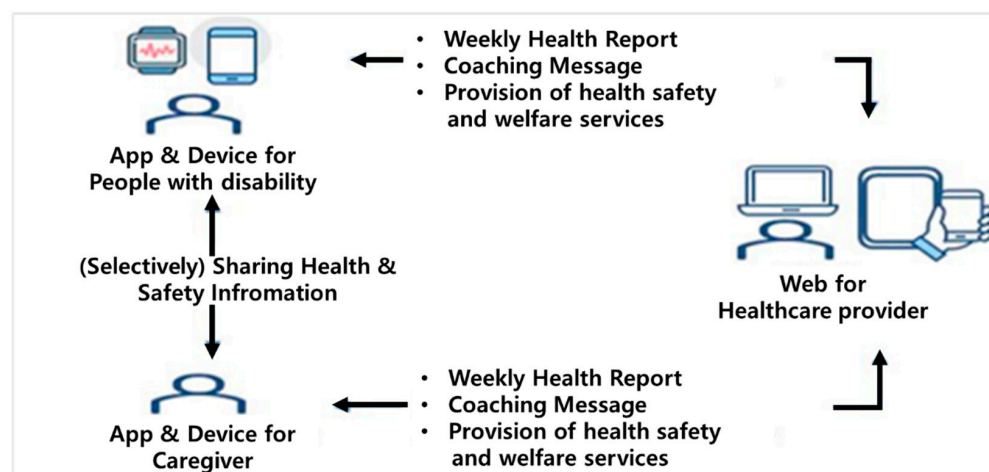 • Weekly Health Report
• Coaching Message
• Provision of health safety
and welfare services
App & Device for
People with disability
(Selectively) Sharing Health &
Safety Infromation
Web for
Healthcare provider
App & Device for
Caregiver
• Weekly Health Report
• Coaching Message
• Provision of health safety
and welfare services